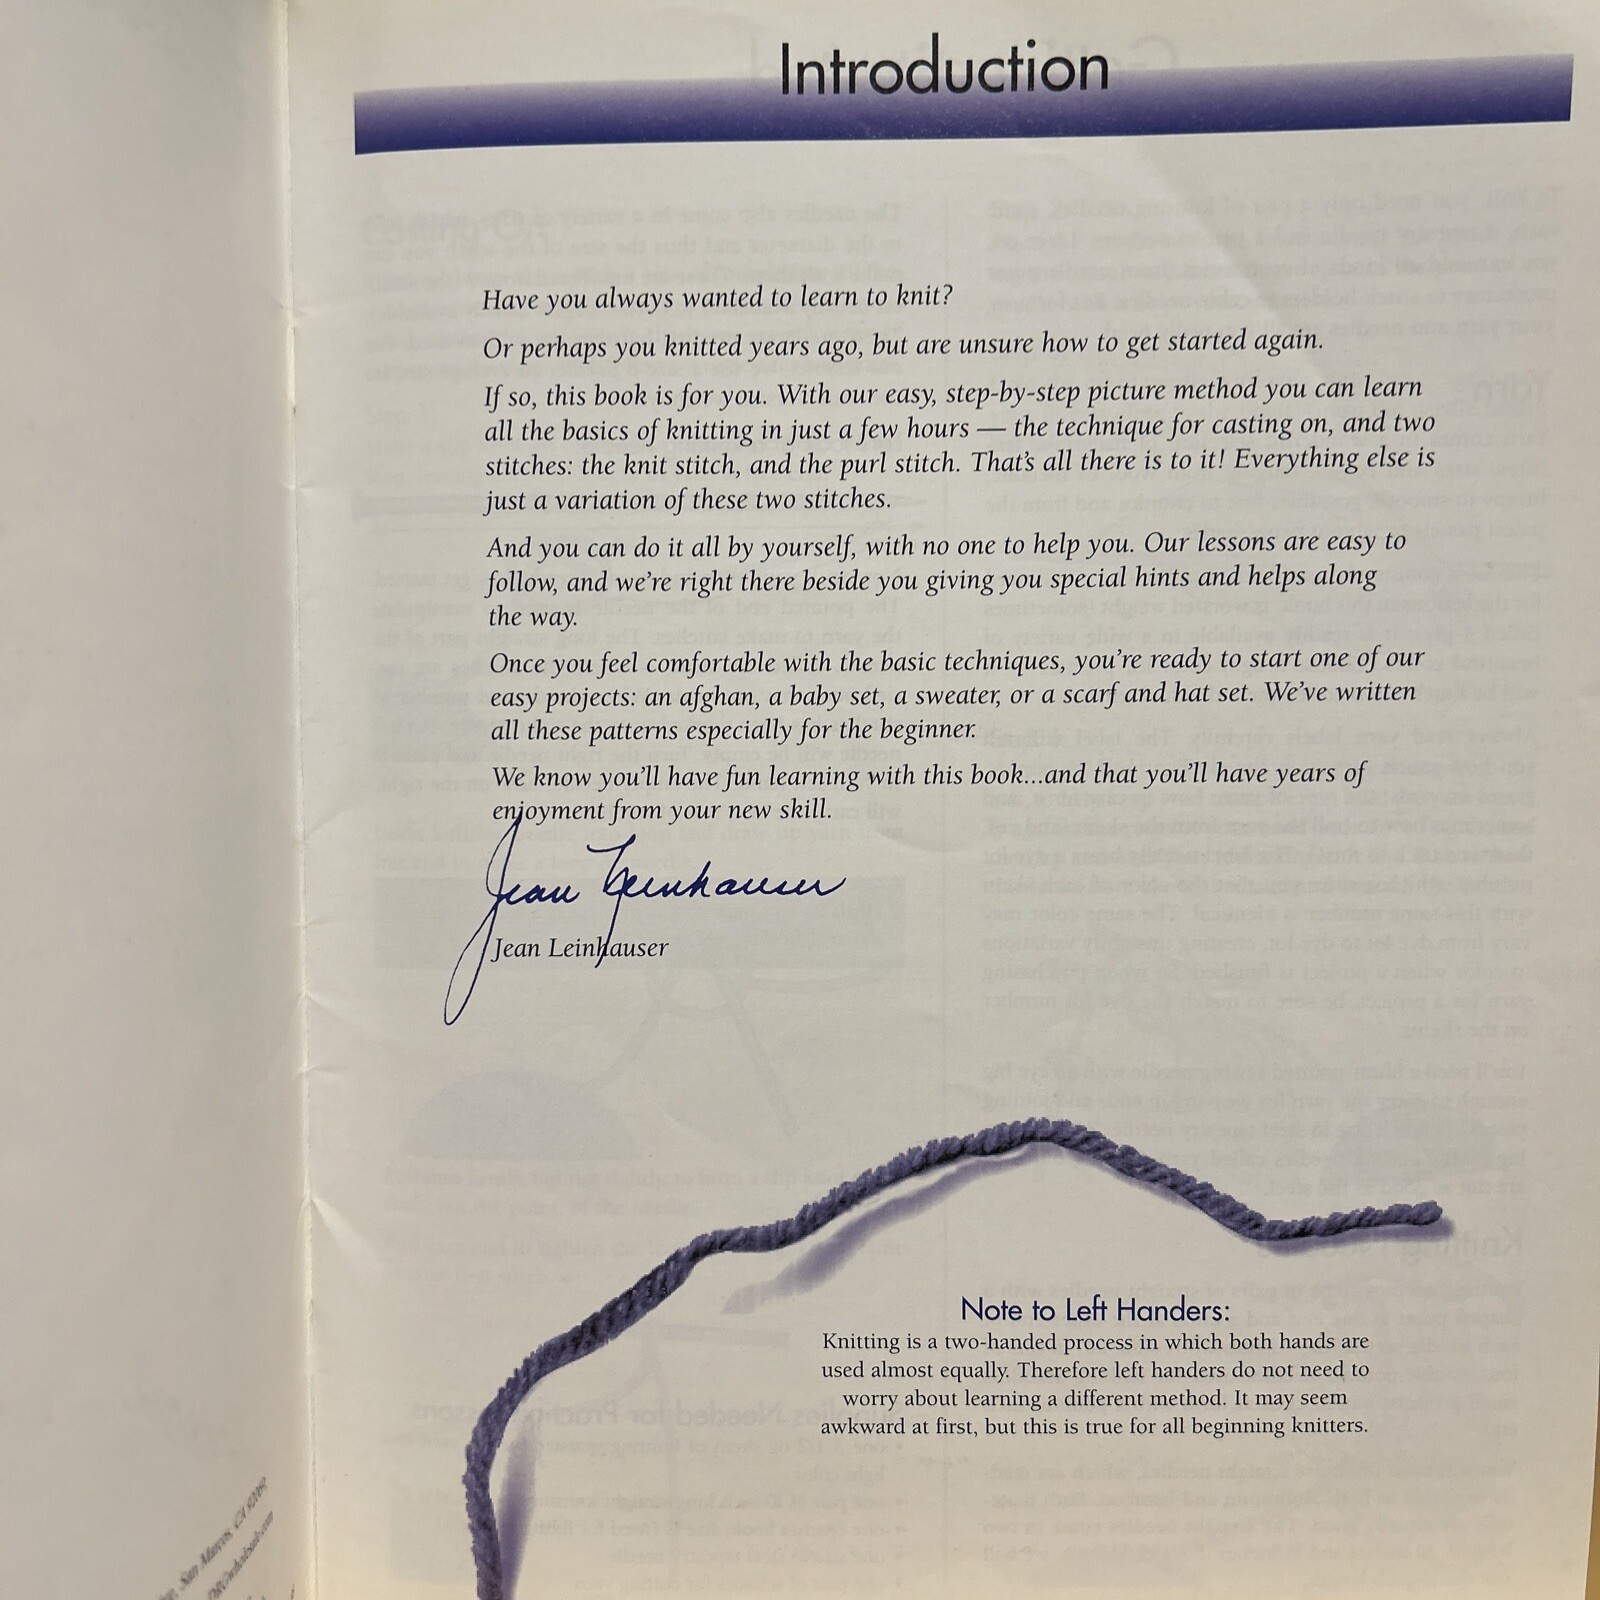 Introduction
Have you always wanted to learn to knit?
Or perhaps you knitted years ago, but are unsure how to get started again.
If so, this book is for you. With our easy, step-by-step picture method you can learn
all the basics of knitting in just a few hours — the technique for casting on, and two
stitches: the knit stitch, and the purl stitch. That's all there is to it! Everything else is
just a variation of these two stitches.
And you can do it all by yourself, with no one to help you. Our lessons are easy to
follow, and we're right there beside you giving you special hints and helps along
the way.
Once you feel comfortable with the basic techniques, you're ready to start one of our
easy projects: an afghan, a baby set, a sweater, or a scarf and hat set. We've written
all these patterns especially for the beginner.
We know you'll have fun learning with this book...and that you'll have years of
enjoyment from your new skill.
Jean Leinhauser
Jean Leinhauser
Note to Left Handers:
Knitting is a two-handed process in which both hands are
used almost equally. Therefore left handers do not need to
worry about learning a different method. It may seem
awkward at first, but this is true for all beginning knitters.
San Marcos, CA 92069
DRGwholesale.com